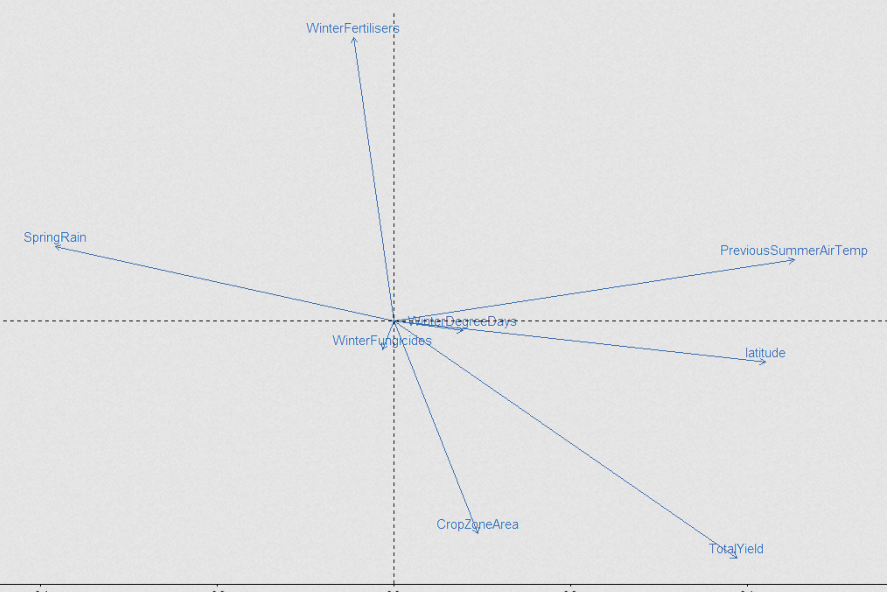 WinterFertilisers
SpringRain
PreviousSummerAirTemp
WinterDegreeDays
WinterFungicides
latitude
CropZoneArea
TotalYield